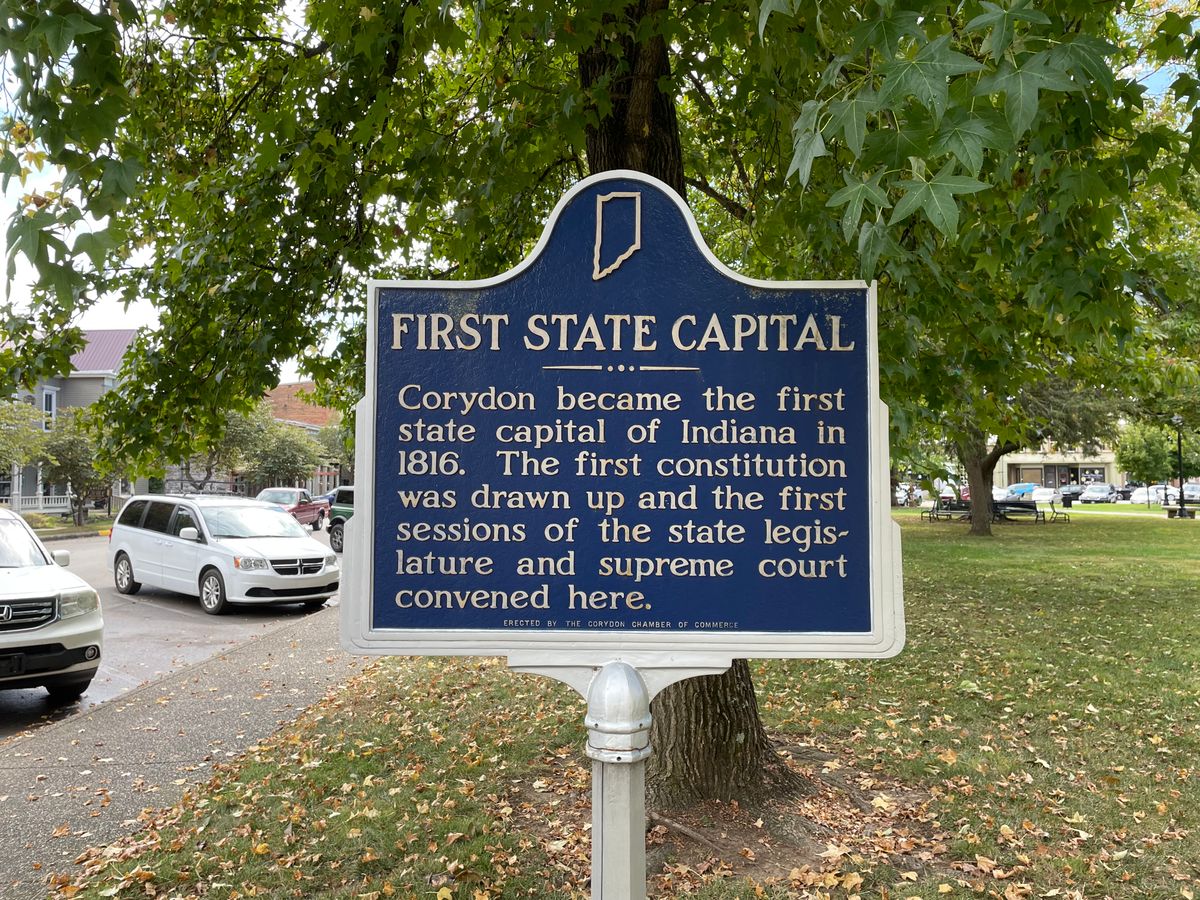 FIRST STATE CAPITAL
Corydon became the first
state capital of Indiana in
1816. The first constitution
was drawn up and the first
sessions of the state legis-
lature and supreme court
convened here.
ERECTED BY THE CORYDON CHAMBER OF COMMERCE